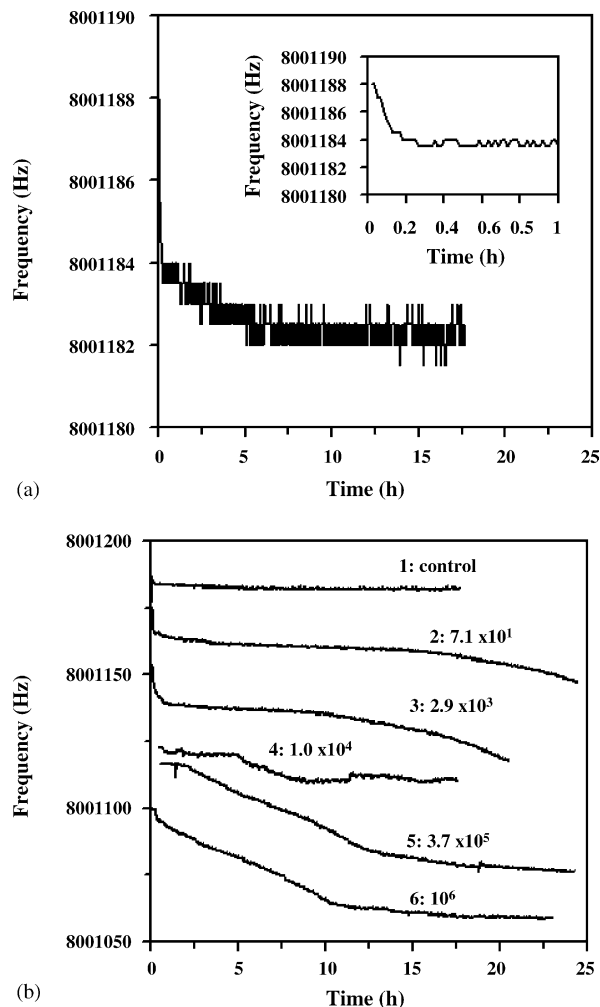 8001190
8001188
8001186
8001184
8001182
8001180
Frequency (Hz)
0 5 10 15 20 25
Time (h)
8001190
8001188
8001186
8001184
8001182
8001180
Frequency (Hz)
0 0.2 0.4 0.6 0.5 1
Time (h)
(a)
8001200
8001150
8001100
8001050
Frequency (Hz)
1: control
2: 7.1 x10¹
3: 2.9 x10³
4: 1.0 x10⁴
5: 3.7 x10⁵
6: 10⁶
0 5 10 15 20 25
Time (h)
(b)